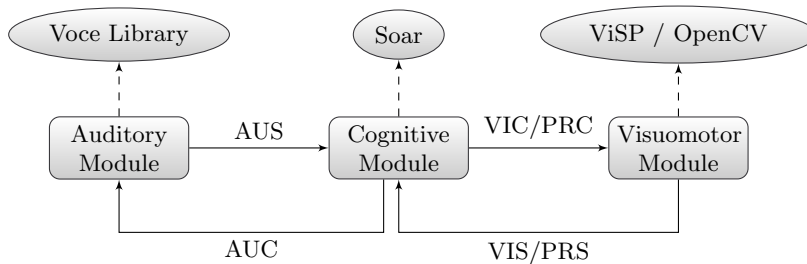 Voce Library
Soar
ViSP / OpenCV
Auditory
Module
AUS
Cognitive
Module
VIC/PRC
Visuomotor
Module
AUC
VIS/PRS